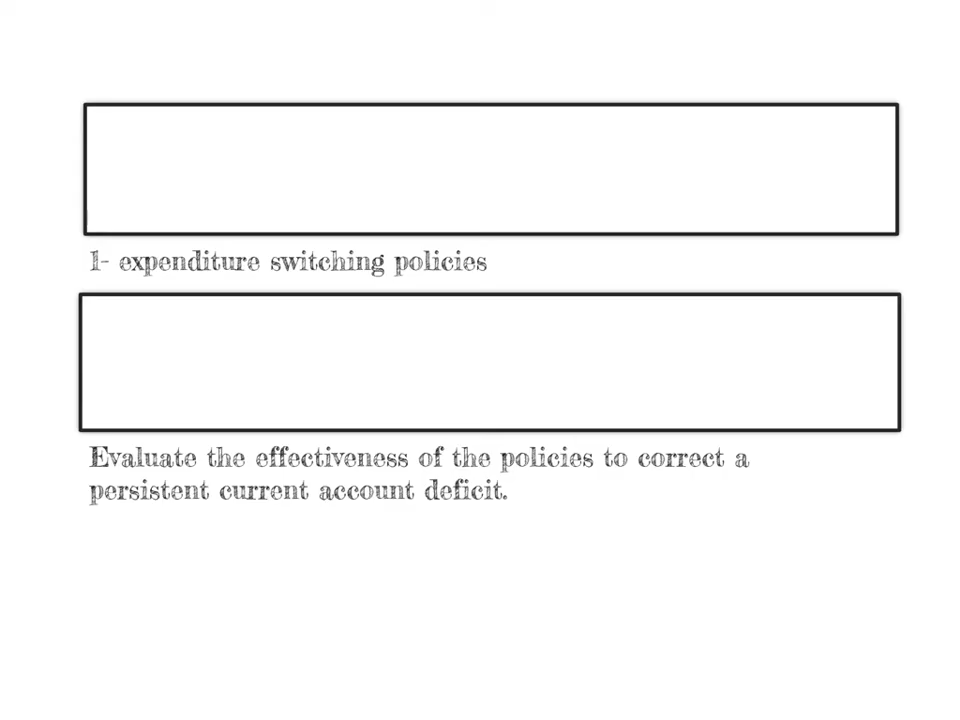 1- expenditure switching policies
Evaluate the effectiveness of the policies to correct a
persistent current account deficit.